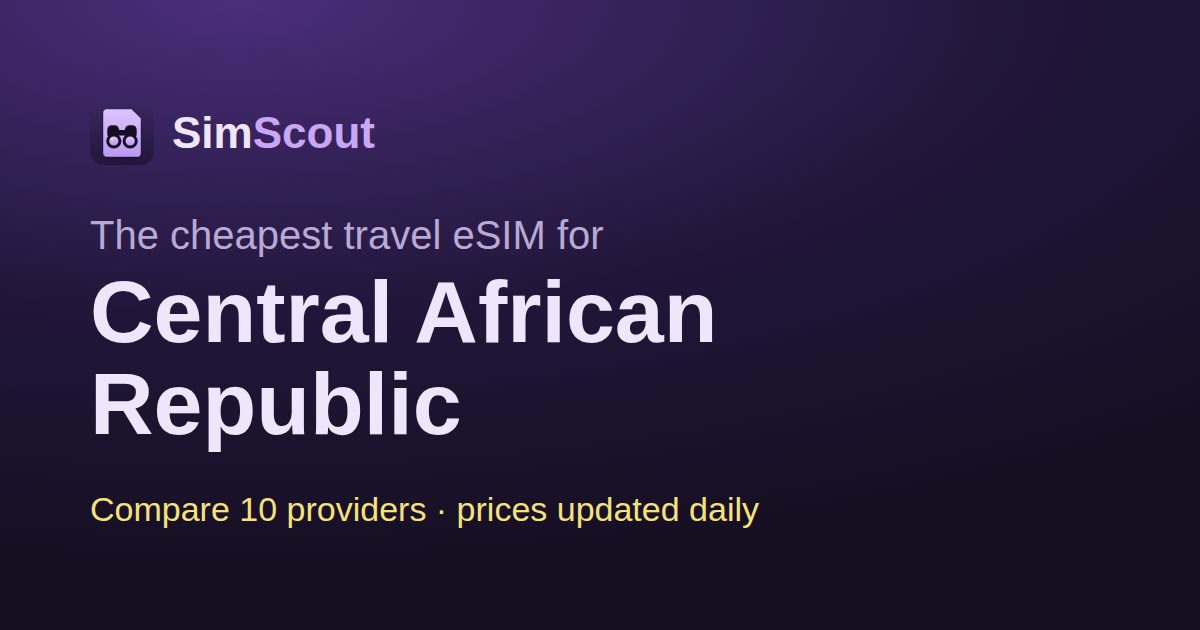 SimScout
The cheapest travel eSIM for
Central African
Republic
Compare 10 providers · prices updated daily